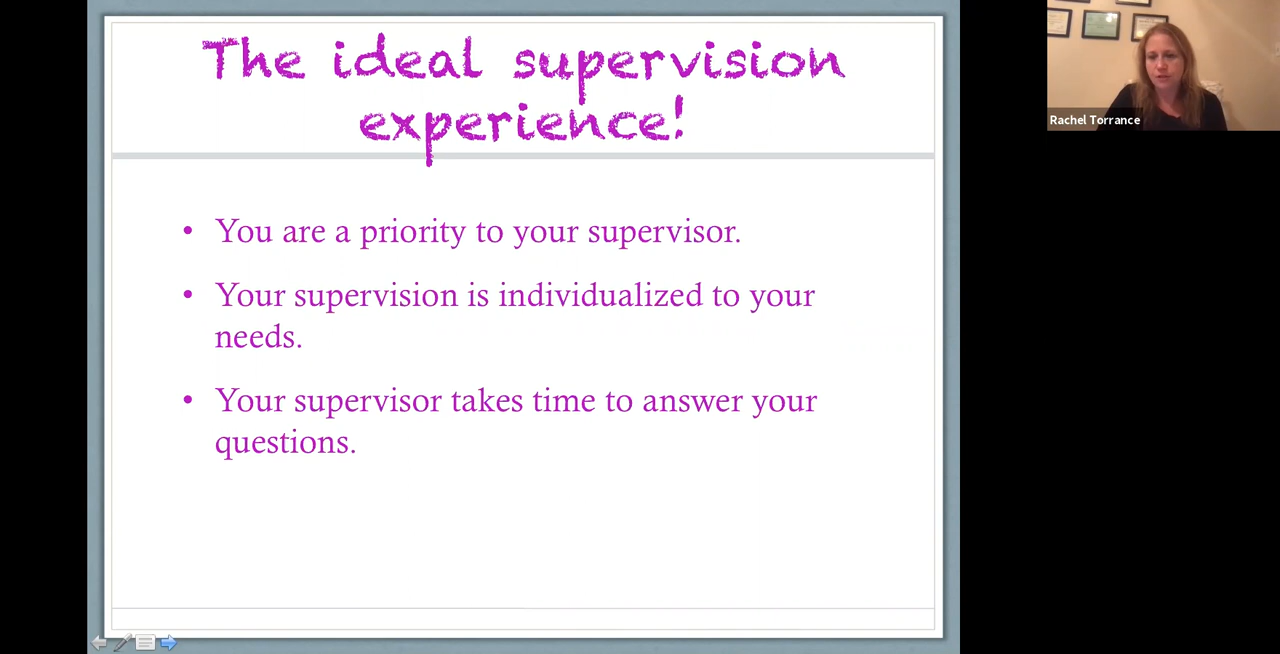 The ideal supervision
experience!
• You are a priority to your supervisor.
• Your supervision is individualized to your
needs.
• Your supervisor takes time to answer your
questions.
Rachel Torrance